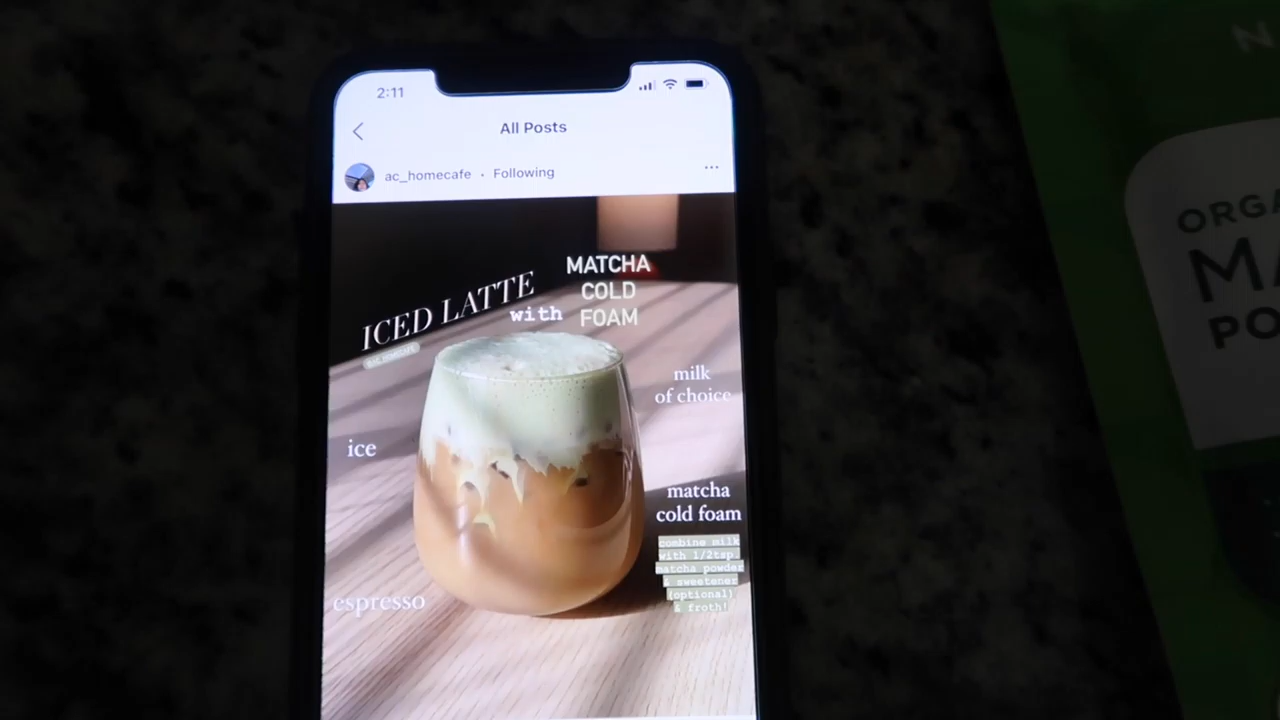 2:11
All Posts
ac_homecafe · Following
ICED LATTE
with
MATCHA
COLD
FOAM
milk
of choice
ice
matcha
cold foam
combine milk
with 1/2tsp.
matcha powder
& sweetener
(optional)
& froth!
espresso
N
ORGA
MA
PO